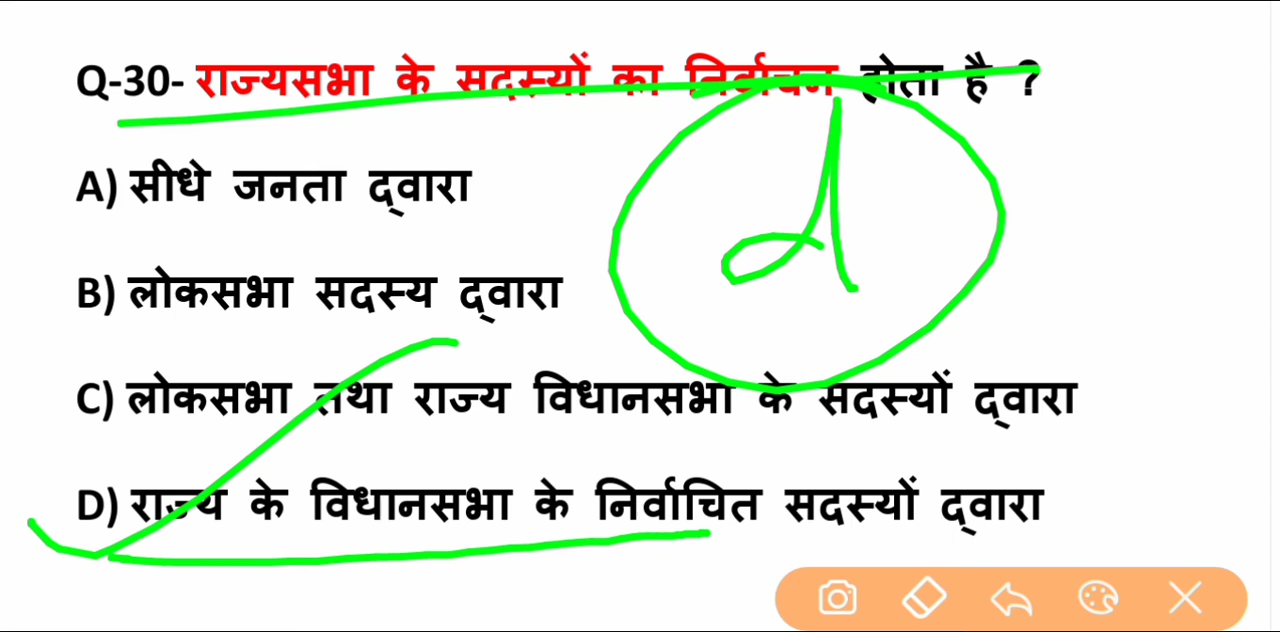 Q-30- राज्यसभा के सदस्यों का निर्वाचन होता है ?
d
A) सीधे जनता द्वारा
B) लोकसभा सदस्य द्वारा
C) लोकसभा तथा राज्य विधानसभा के सदस्यों द्वारा
D) राज्य के विधानसभा के निर्वाचित सदस्यों द्वारा